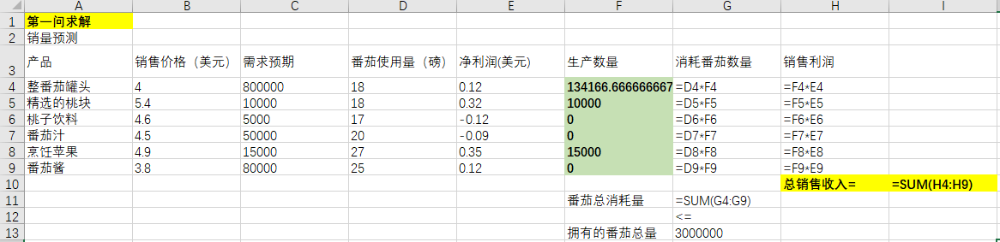 A B C D E F G H I
1 第一问求解
2 销量预测
3 产品 销售价格（美元） 需求预期 番茄使用量（磅） 净利润(美元) 生产数量 消耗番茄数量 销售利润
4 整番茄罐头 4 800000 18 0.12 134166.666666667 =D4*F4 =F4*E4
5 精选的桃块 5.4 10000 18 0.32 10000 =D5*F5 =F5*E5
6 桃子饮料 4.6 5000 17 -0.12 0 =D6*F6 =F6*E6
7 番茄汁 4.5 50000 20 -0.09 0 =D7*F7 =F7*E7
8 烹饪苹果 4.9 15000 27 0.35 15000 =D8*F8 =F8*E8
9 番茄酱 3.8 80000 25 0.12 0 =D9*F9 =F9*E9
10 总销售收入= =SUM(H4:H9)
11 番茄总消耗量 =SUM(G4:G9)
12 <=
13 拥有的番茄总量 3000000